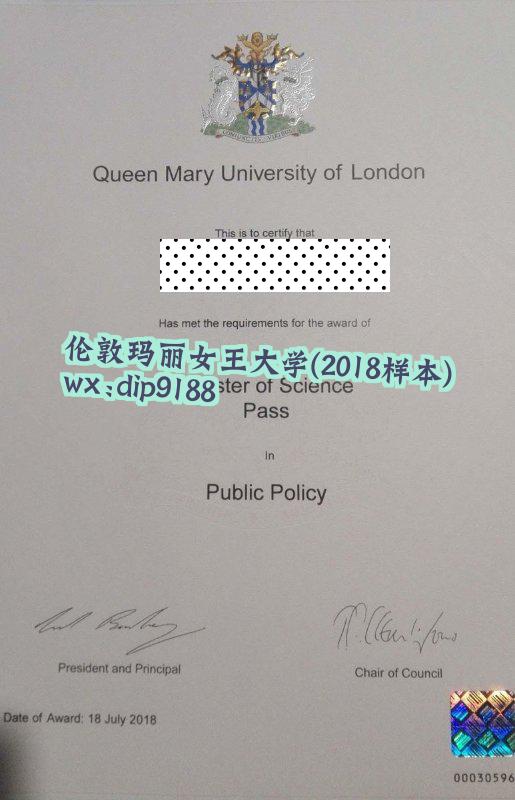 Queen Mary University of London
This is to certify that
Has met the requirements for the award of
伦敦玛丽女王大学(2018样本)
wx:dip9188
ster of Science
Pass
In
Public Policy
President and Principal
Chair of Council
Date of Award: 18 July 2018
00030596